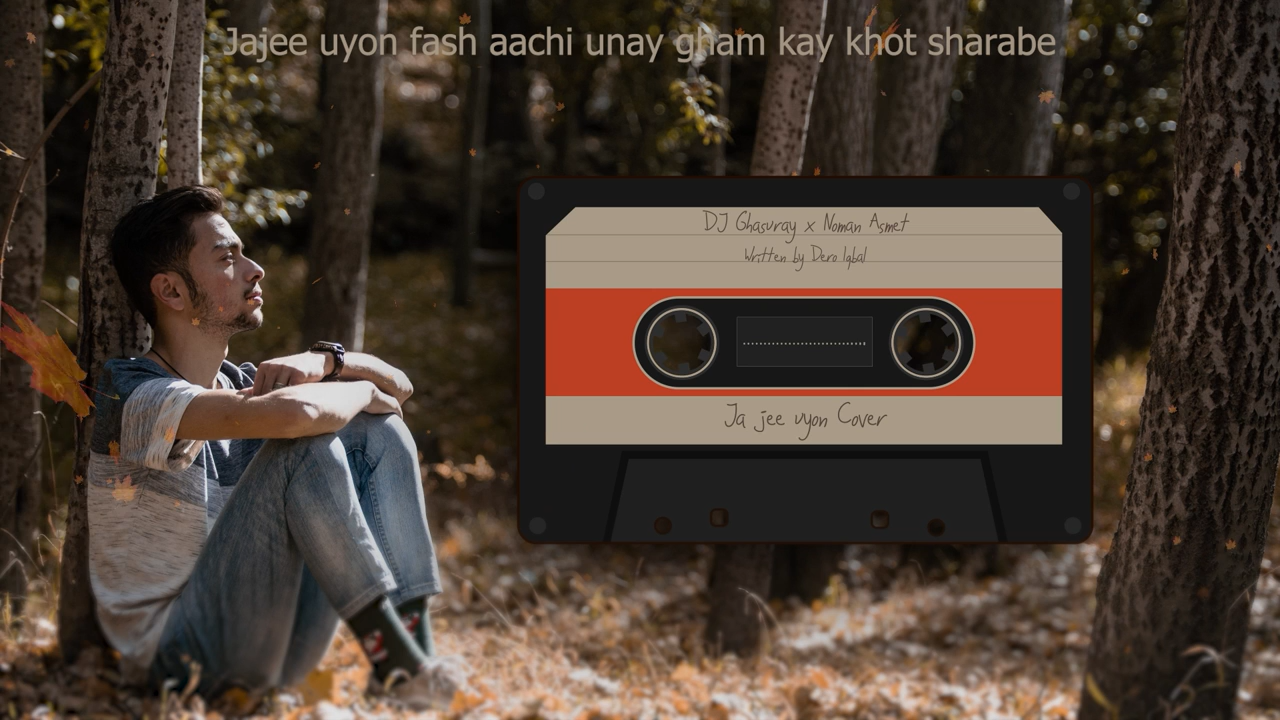 Jajee uyon fash aachi unay gham kay khot sharabe
DJ Ghasuray x Noman Asmet
Written by Dero Iqbal
Ja jee uyon Cover